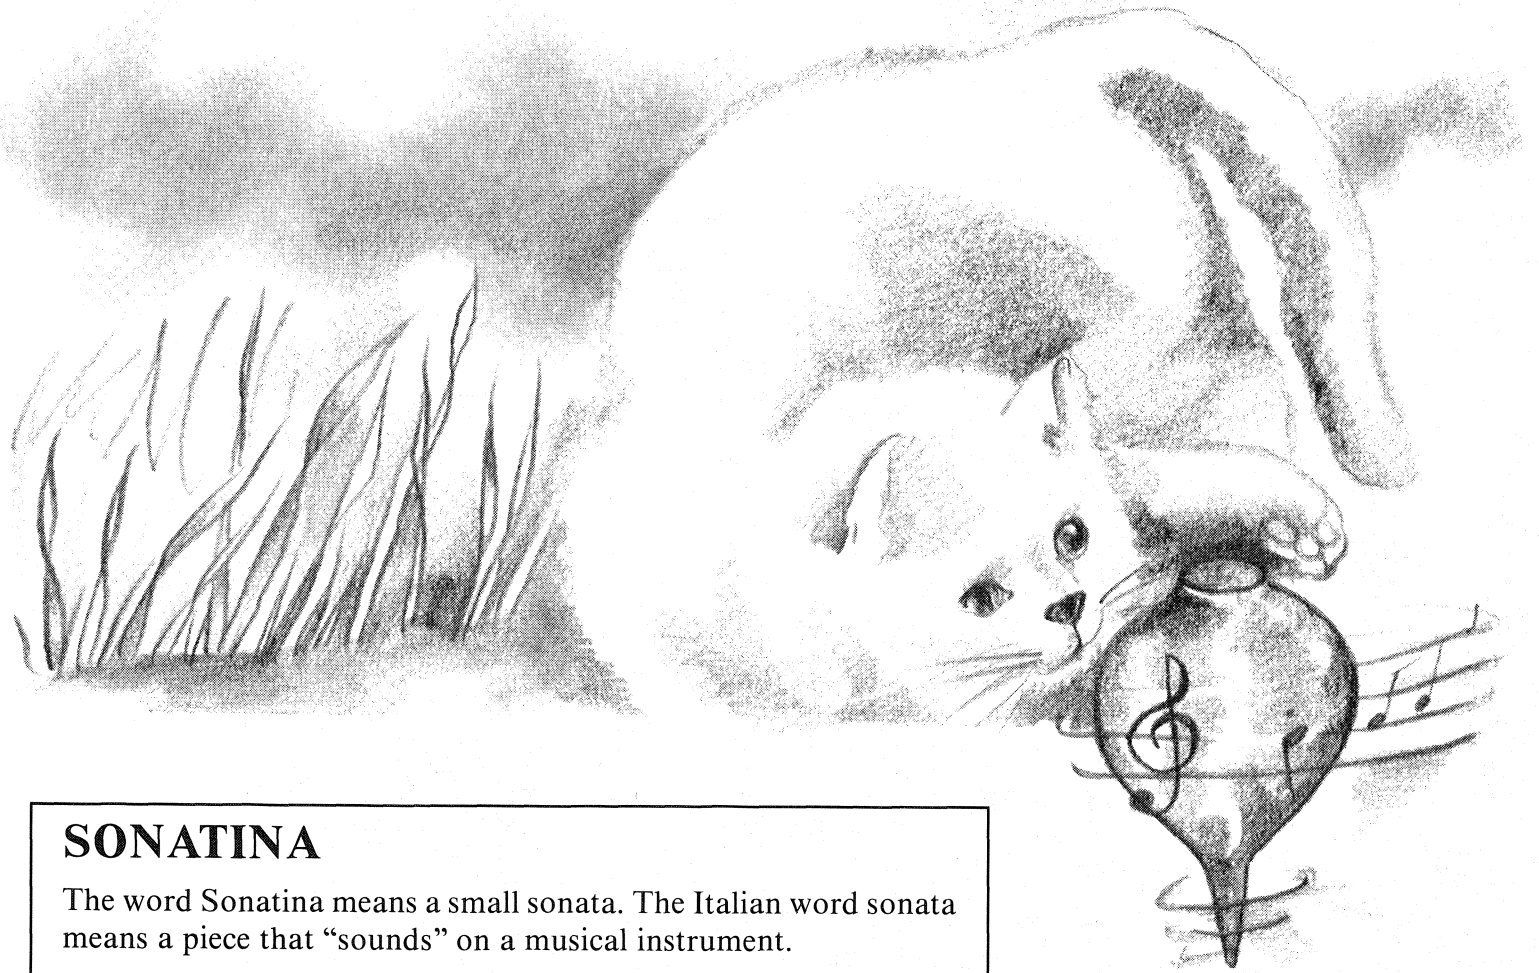 SONATINA
The word Sonatina means a small sonata. The Italian word sonata
means a piece that “sounds” on a musical instrument.